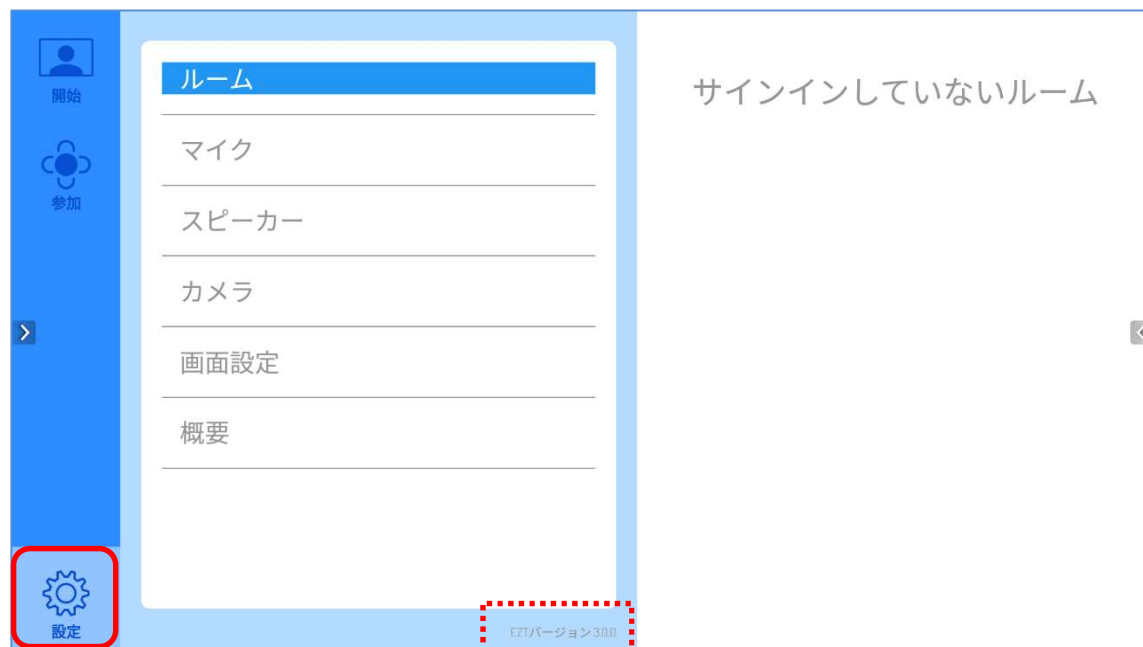 開始
参加
設定
ルーム
マイク
スピーカー
カメラ
画面設定
概要
EZTバージョン 3.0.0
サインインしていないルーム